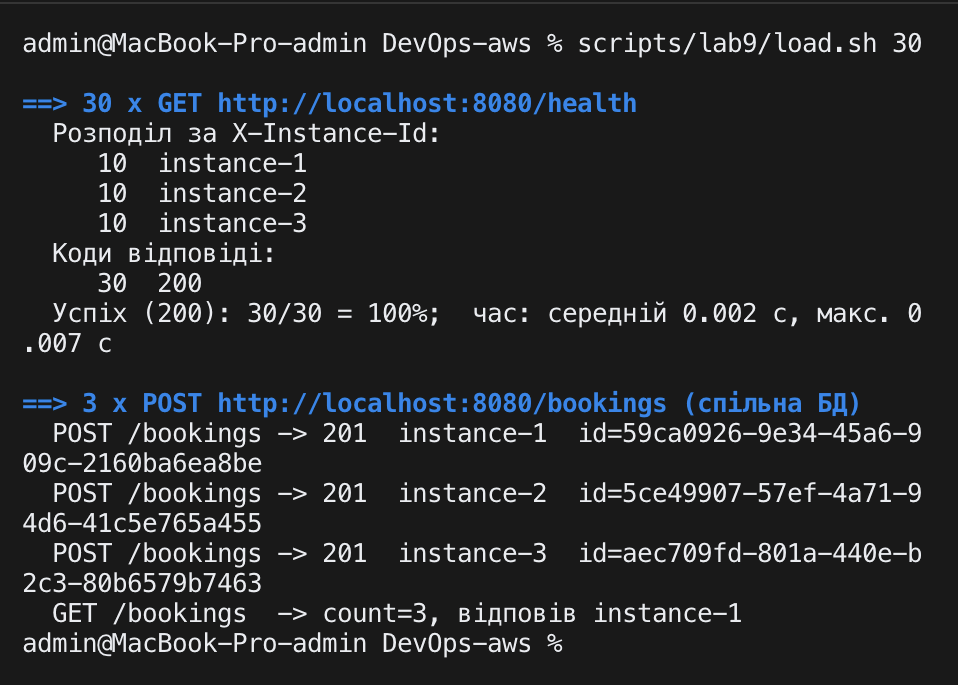 admin@MacBook-Pro-admin DevOps-aws % scripts/lab9/load.sh 30
==> 30 x GET http://localhost:8080/health
Розподіл за X-Instance-Id:
10 instance-1
10 instance-2
10 instance-3
Коди відповіді:
30 200
Успіх (200): 30/30 = 100%; час: середній 0.002 с, макс. 0
.007 с
==> 3 x POST http://localhost:8080/bookings (спільна БД)
POST /bookings -> 201 instance-1 id=59ca0926-9e34-45a6-9
09c-2160ba6ea8be
POST /bookings -> 201 instance-2 id=5ce49907-57ef-4a71-9
4d6-41c5e765a455
POST /bookings -> 201 instance-3 id=aec709fd-801a-440e-b
2c3-80b6579b7463
GET /bookings -> count=3, відповів instance-1
admin@MacBook-Pro-admin DevOps-aws %